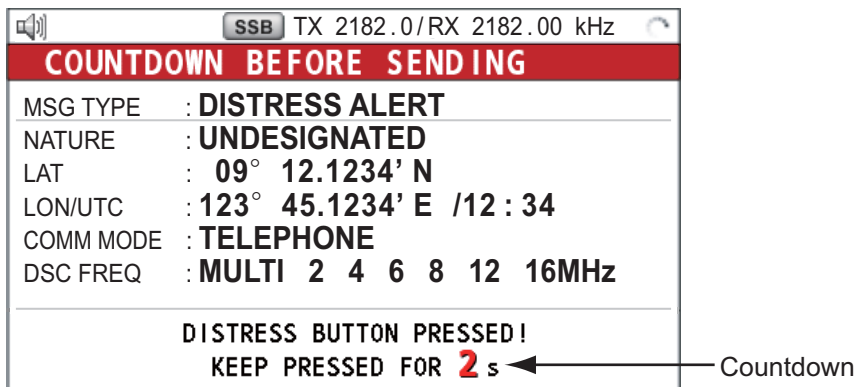 SSB TX 2182.0/RX 2182.00 kHz
COUNTDOWN BEFORE SENDING
MSG TYPE : DISTRESS ALERT
NATURE : UNDESIGNATED
LAT : 09° 12.1234’ N
LON/UTC : 123° 45.1234’ E /12 : 34
COMM MODE : TELEPHONE
DSC FREQ : MULTI 2 4 6 8 12 16MHz
DISTRESS BUTTON PRESSED!
KEEP PRESSED FOR 2 s
Countdown